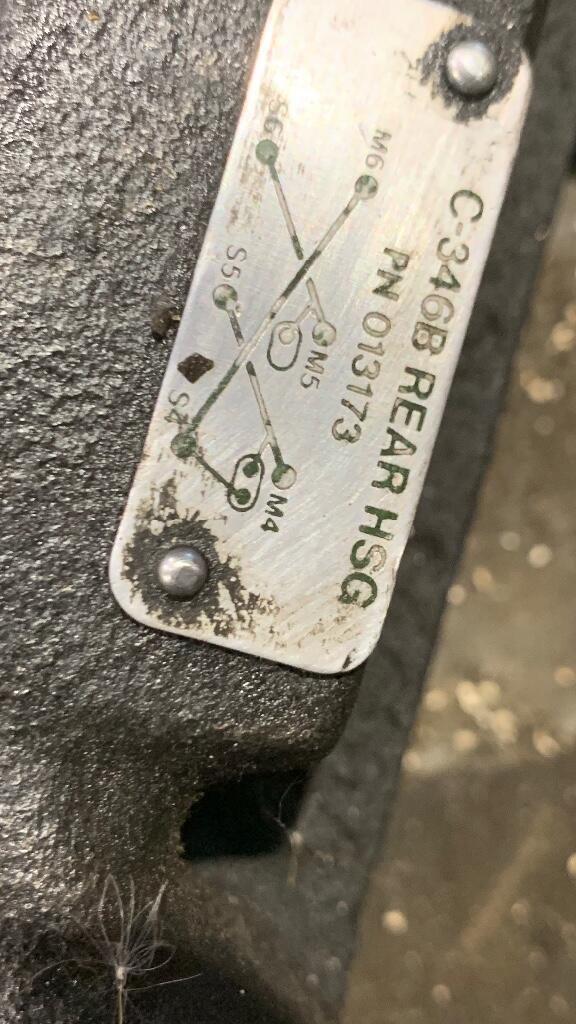 C-346B REAR HSG
PN 013173
S6 M6
S5 M5
S4 M4